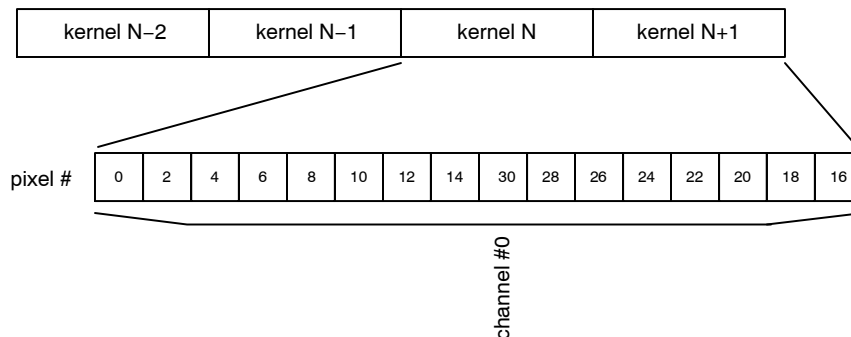 kernel N−2 kernel N−1 kernel N kernel N+1
pixel # 0 2 4 6 8 10 12 14 30 28 26 24 22 20 18 16
channel #0